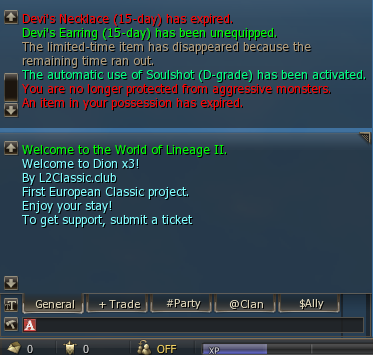 Devi's Necklace (15-day) has expired.
Devi's Earring (15-day) has been unequipped.
The limited-time item has disappeared because the
remaining time ran out.
The automatic use of Soulshot (D-grade) has been activated.
You are no longer protected from aggressive monsters.
An item in your possession has expired.
Welcome to the World of Lineage II.
Welcome to Dion x3!
By L2Classic.club
First European Classic project.
Enjoy your stay!
To get support, submit a ticket
T General + Trade #Party @Clan $Ally
A
0 0 OFF XP